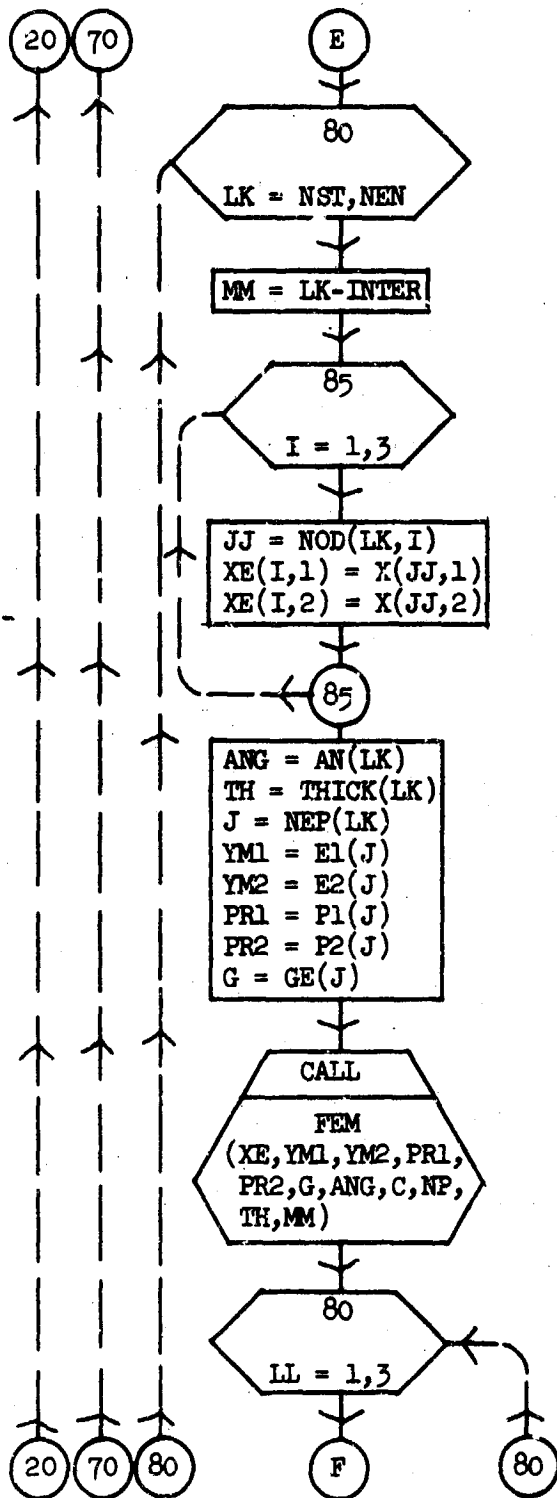 20 70 E
80
LK = NST,NEN
MM = LK-INTER
85
I = 1,3
JJ = NOD(LK,I)
XE(I,1) = X(JJ,1)
XE(I,2) = X(JJ,2)
85
ANG = AN(LK)
TH = THICK(LK)
J = NEP(LK)
YM1 = E1(J)
YM2 = E2(J)
PR1 = P1(J)
PR2 = P2(J)
G = GE(J)
CALL
FEM
(XE,YM1,YM2,PR1,
PR2,G,ANG,C,NP,
TH,MM)
80
LL = 1,3
20 70 80 F 80